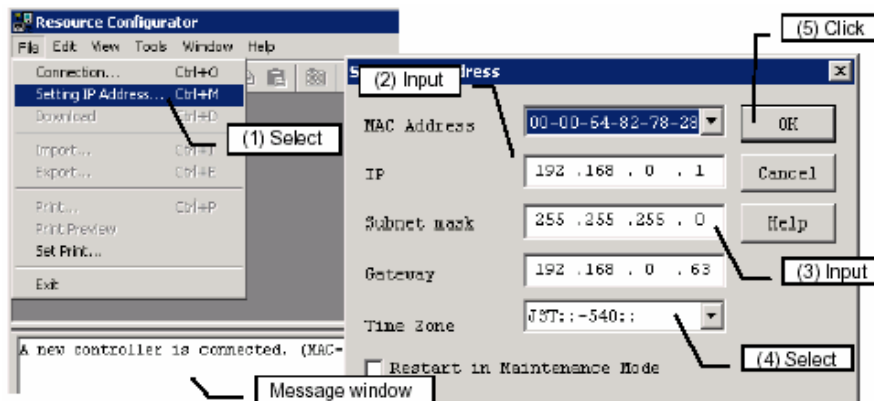 Resource Configurator
File Edit View Tools Window Help
Connection... Ctrl+O
Setting IP Address... Ctrl+M
Download Ctrl+D
Import... Ctrl+I
Export... Ctrl+E
Print... Ctrl+P
Print Preview
Set Print...
Exit
(1) Select
A new controller is connected. (MAC=
Message window
(2) Input
(5) Click
MAC Address 00-00-64-82-78-28 OK
IP 192 .168 . 0 . 1 Cancel
Subnet mask 255 .255 .255 . 0 Help
(3) Input
Gateway 192 .168 . 0 . 63
Time Zone JST::-540::
(4) Select
Restart in Maintenance Mode